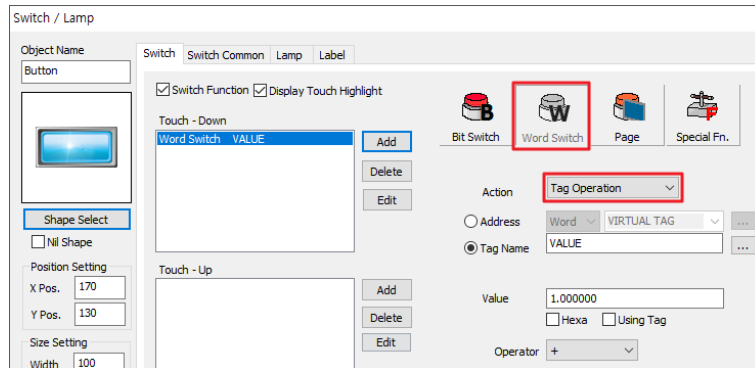 Switch / Lamp
Object Name
Button
Shape Select
Nil Shape
Position Setting
X Pos. 170
Y Pos. 130
Size Setting
Width 100
Switch Switch Common Lamp Label
Switch Function Display Touch Highlight
Touch - Down
Word Switch VALUE
Add
Delete
Edit
Touch - Up
Add
Delete
Edit
B W F
Bit Switch Word Switch Page Special Fn.
Action Tag Operation
Address Word VIRTUAL TAG ...
Tag Name VALUE ...
Value 1.000000
Hexa Using Tag
Operator +